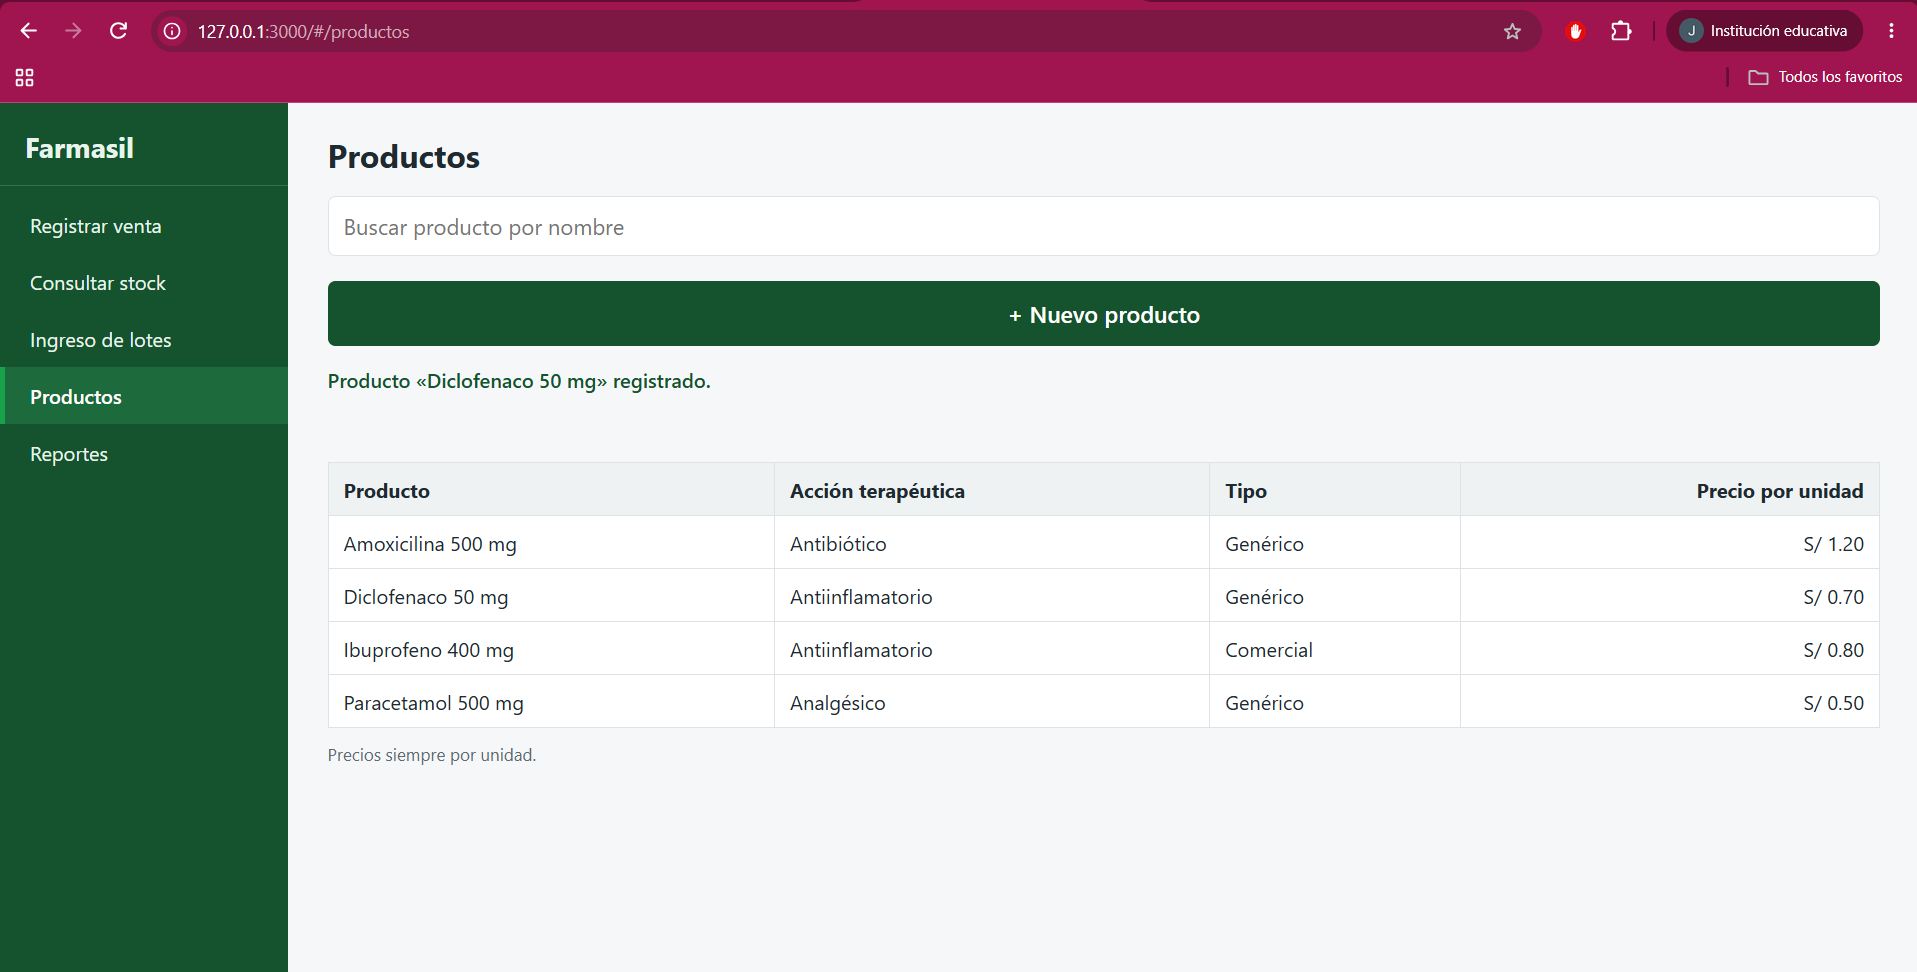 127.0.0.1:3000/#/productos
J Institución educativa
Todos los favoritos
Farmasil
Registrar venta
Consultar stock
Ingreso de lotes
Productos
Reportes
Productos
Buscar producto por nombre
+ Nuevo producto
Producto «Diclofenaco 50 mg» registrado.
Producto Acción terapéutica Tipo Precio por unidad
Amoxicilina 500 mg Antibiótico Genérico S/ 1.20
Diclofenaco 50 mg Antiinflamatorio Genérico S/ 0.70
Ibuprofeno 400 mg Antiinflamatorio Comercial S/ 0.80
Paracetamol 500 mg Analgésico Genérico S/ 0.50
Precios siempre por unidad.